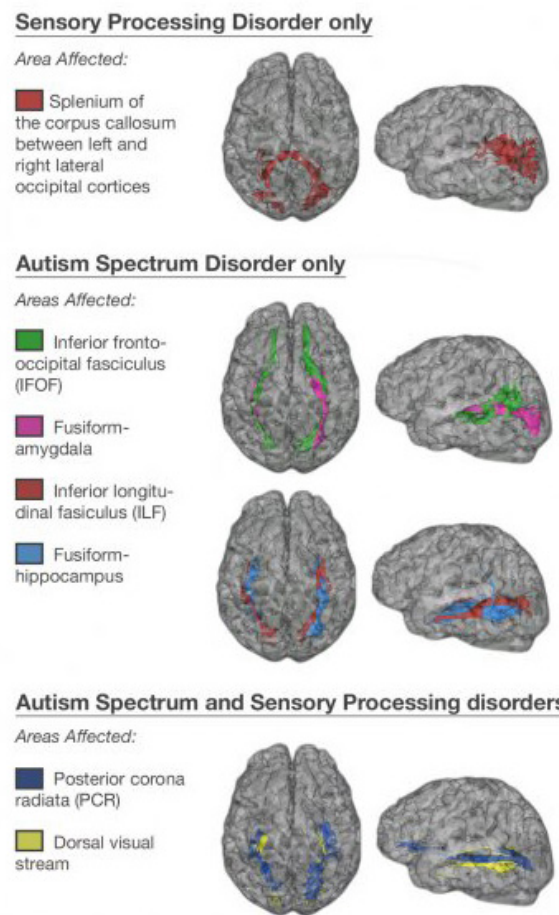 Sensory Processing Disorder only
Area Affected:
Splenium of
the corpus callosum
between left and
right lateral
occipital cortices
Autism Spectrum Disorder only
Areas Affected:
Inferior fronto-
occipital fasciculus
(IFOF)
Fusiform-
amygdala
Inferior longitu-
dinal fasiculus (ILF)
Fusiform-
hippocampus
Autism Spectrum and Sensory Processing disorders
Areas Affected:
Posterior corona
radiata (PCR)
Dorsal visual
stream